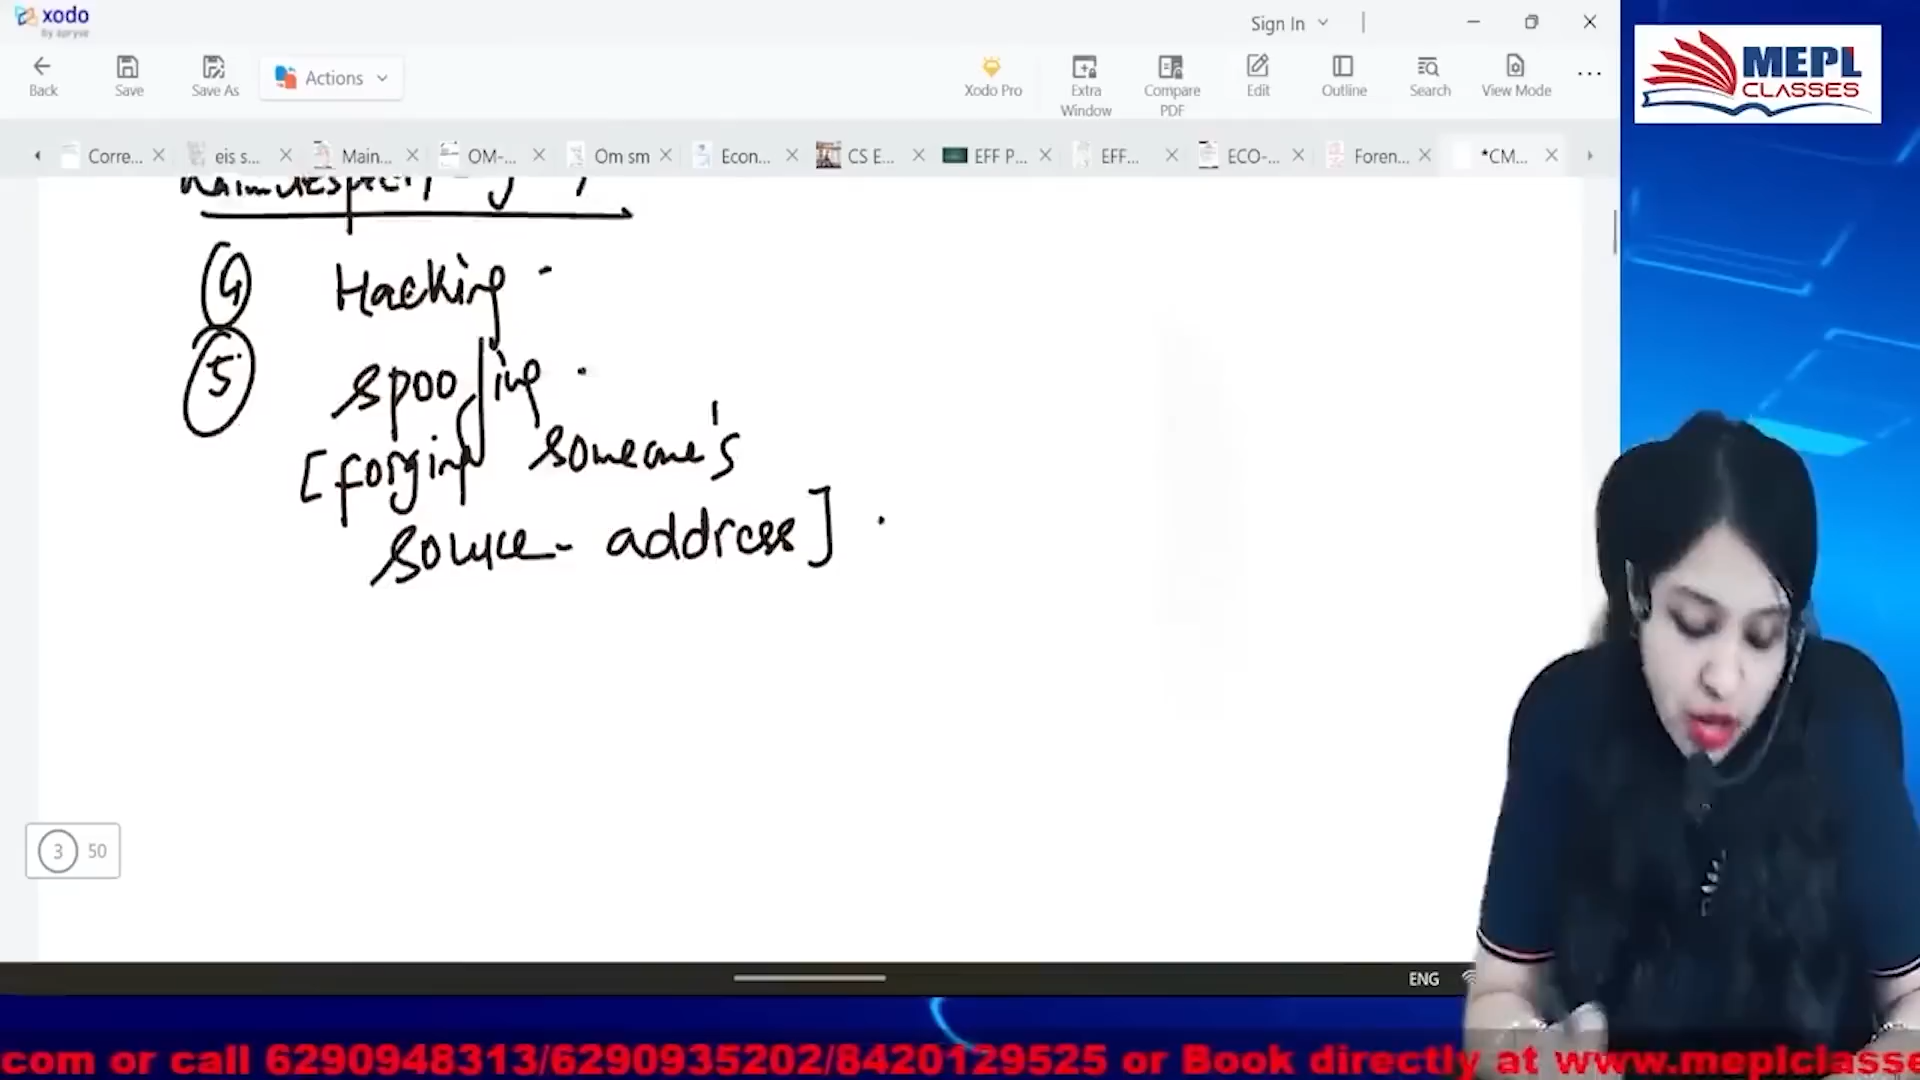 xodo
by apryse
Sign In
Back
Save
Save As
Actions
Xodo Pro
Extra Window
Compare PDF
Edit
Outline
Search
View Mode
MEPL
CLASSES
Corre...
eis s...
Main...
OM-...
Om sm
Econ...
CS E...
EFF P...
EFF...
ECO-...
Foren...
*CM...
4 Hacking -
5 spoofing .
[forging someone's
source - address] .
3 50
ENG
com or call 6290948313/6290935202/8420129525 or Book directly at www.meplclasse